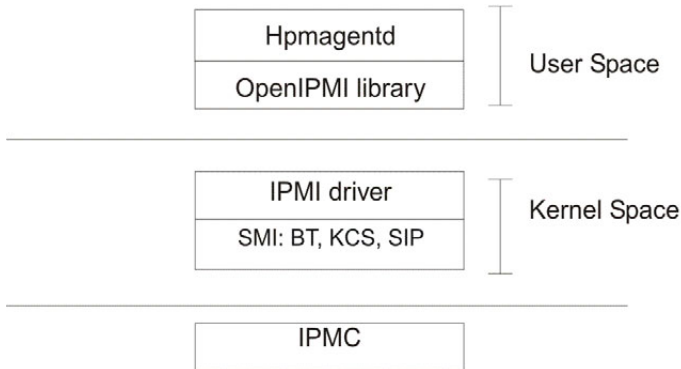 Hpmagentd
OpenIPMI library
User Space
IPMI driver
SMI: BT, KCS, SIP
Kernel Space
IPMC